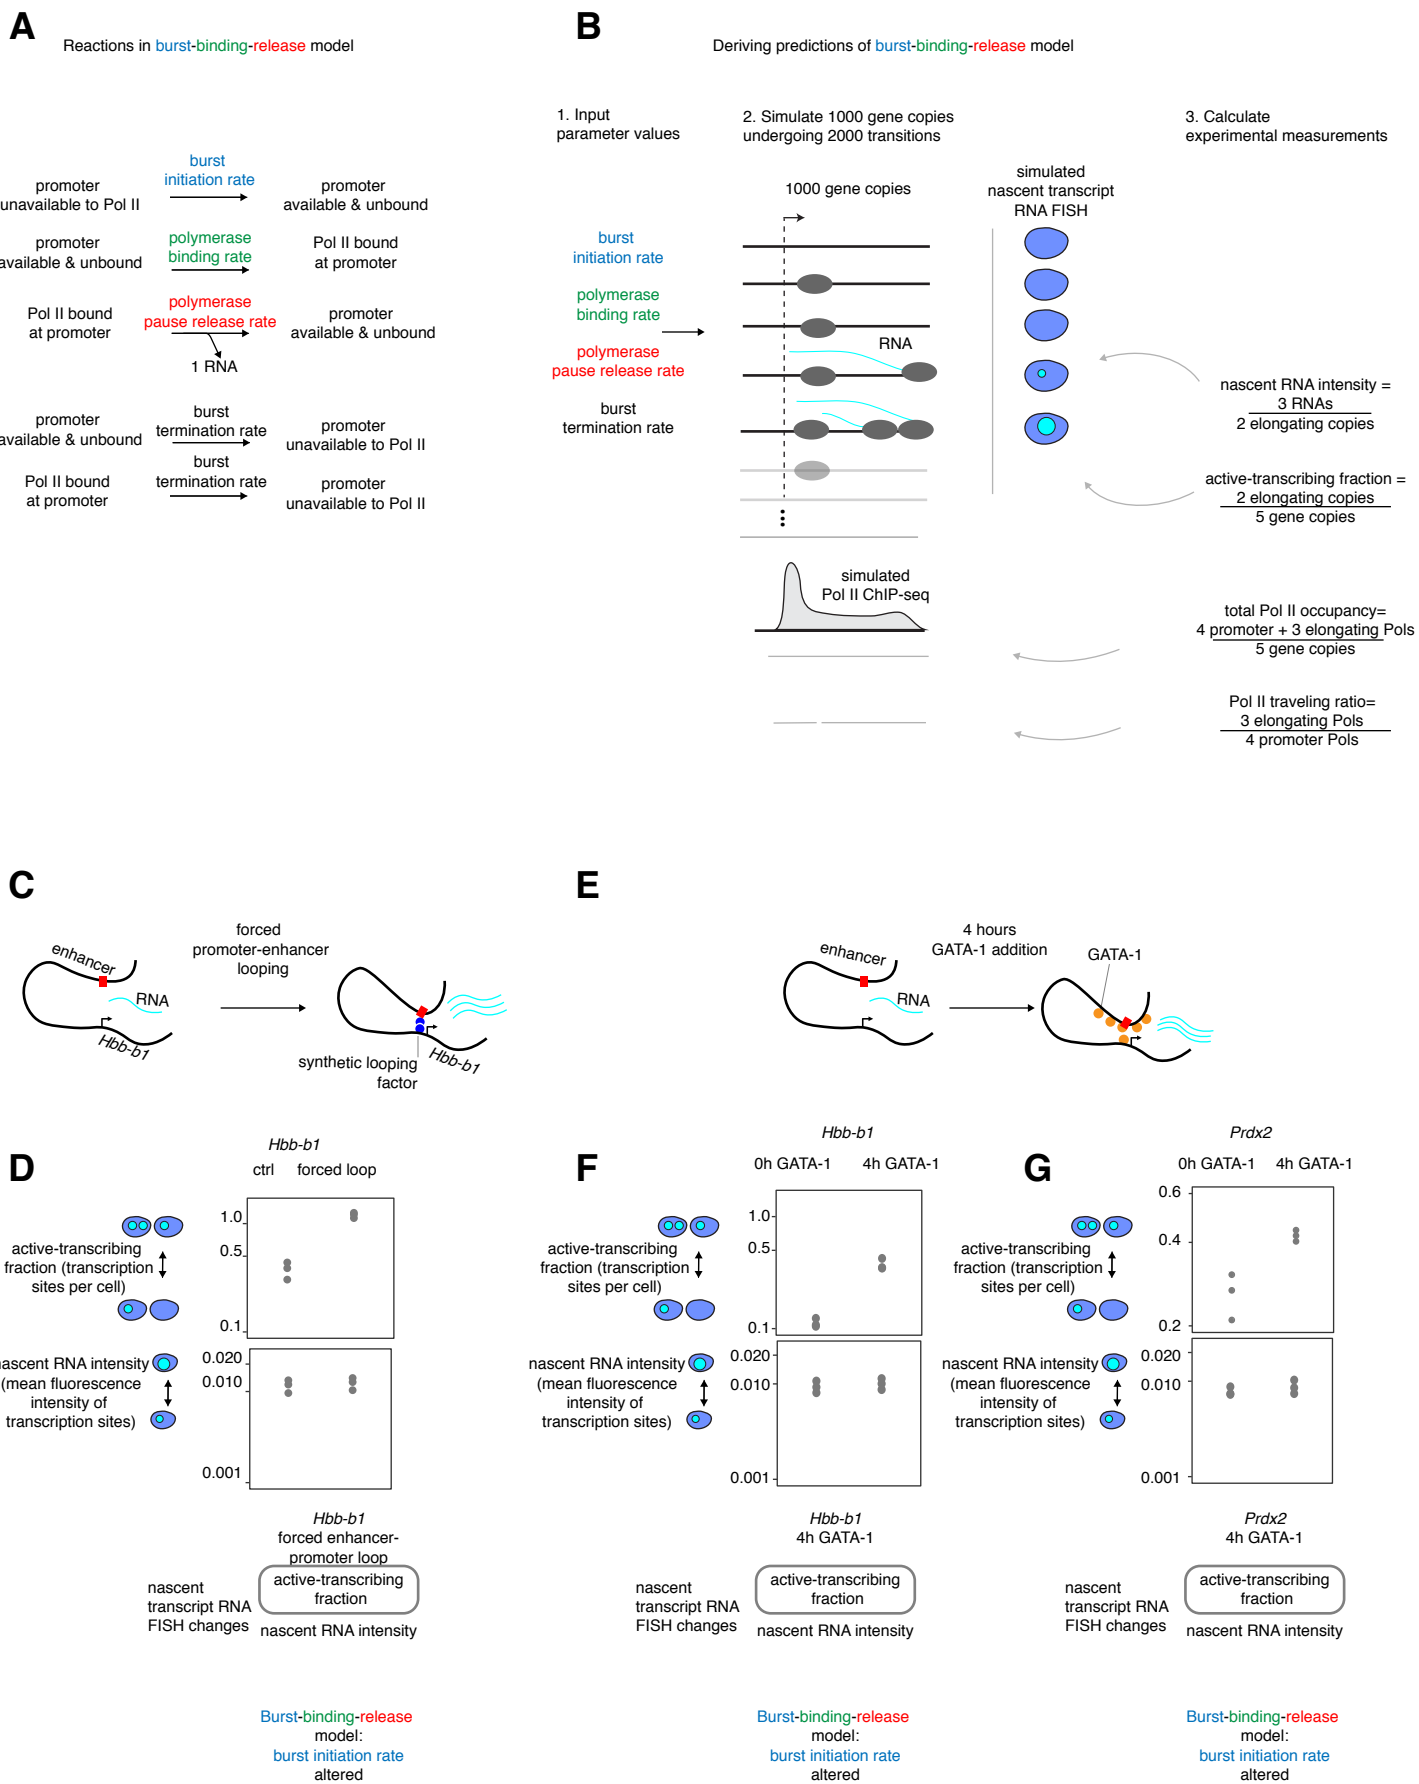 A
Reactions in burst-binding-release model
burst
initiation rate
promoter
unavailable to Pol II
promoter
available & unbound
promoter
available & unbound
polymerase
binding rate
Pol II bound
at promoter
Pol II bound
at promoter
polymerase
pause release rate
1 RNA
promoter
available & unbound
promoter
available & unbound
burst
termination rate
promoter
unavailable to Pol II
Pol II bound
at promoter
burst
termination rate
promoter
unavailable to Pol II
B
Deriving predictions of burst-binding-release model
1. Input
parameter values
2. Simulate 1000 gene copies
undergoing 2000 transitions
3. Calculate
experimental measurements
burst
initiation rate
polymerase
binding rate
polymerase
pause release rate
burst
termination rate
1000 gene copies
RNA
simulated
nascent transcript
RNA FISH
simulated
Pol II ChIP-seq
nascent RNA intensity =
3 RNAs
2 elongating copies
active-transcribing fraction =
2 elongating copies
5 gene copies
total Pol II occupancy=
4 promoter + 3 elongating Pols
5 gene copies
Pol II traveling ratio=
3 elongating Pols
4 promoter Pols
C
enhancer
RNA
Hbb-b1
forced
promoter-enhancer
looping
synthetic looping
factor
Hbb-b1
E
enhancer
RNA
4 hours
GATA-1 addition
GATA-1
D
Hbb-b1
ctrl
forced loop
active-transcribing
fraction (transcription
sites per cell)
1.0
0.5
0.1
nascent RNA intensity
(mean fluorescence
intensity of
transcription sites)
0.020
0.010
0.001
Hbb-b1
forced enhancer-
promoter loop
nascent
transcript RNA
FISH changes
active-transcribing
fraction
nascent RNA intensity
Burst-binding-release
model:
burst initiation rate
altered
F
Hbb-b1
0h GATA-1
4h GATA-1
active-transcribing
fraction (transcription
sites per cell)
1.0
0.5
0.1
nascent RNA intensity
(mean fluorescence
intensity of
transcription sites)
0.020
0.010
0.001
Hbb-b1
4h GATA-1
nascent
transcript RNA
FISH changes
active-transcribing
fraction
nascent RNA intensity
Burst-binding-release
model:
burst initiation rate
altered
G
Prdx2
0h GATA-1
4h GATA-1
active-transcribing
fraction (transcription
sites per cell)
0.6
0.4
0.2
nascent RNA intensity
(mean fluorescence
intensity of
transcription sites)
0.020
0.010
0.001
Prdx2
4h GATA-1
nascent
transcript RNA
FISH changes
active-transcribing
fraction
nascent RNA intensity
Burst-binding-release
model:
burst initiation rate
altered